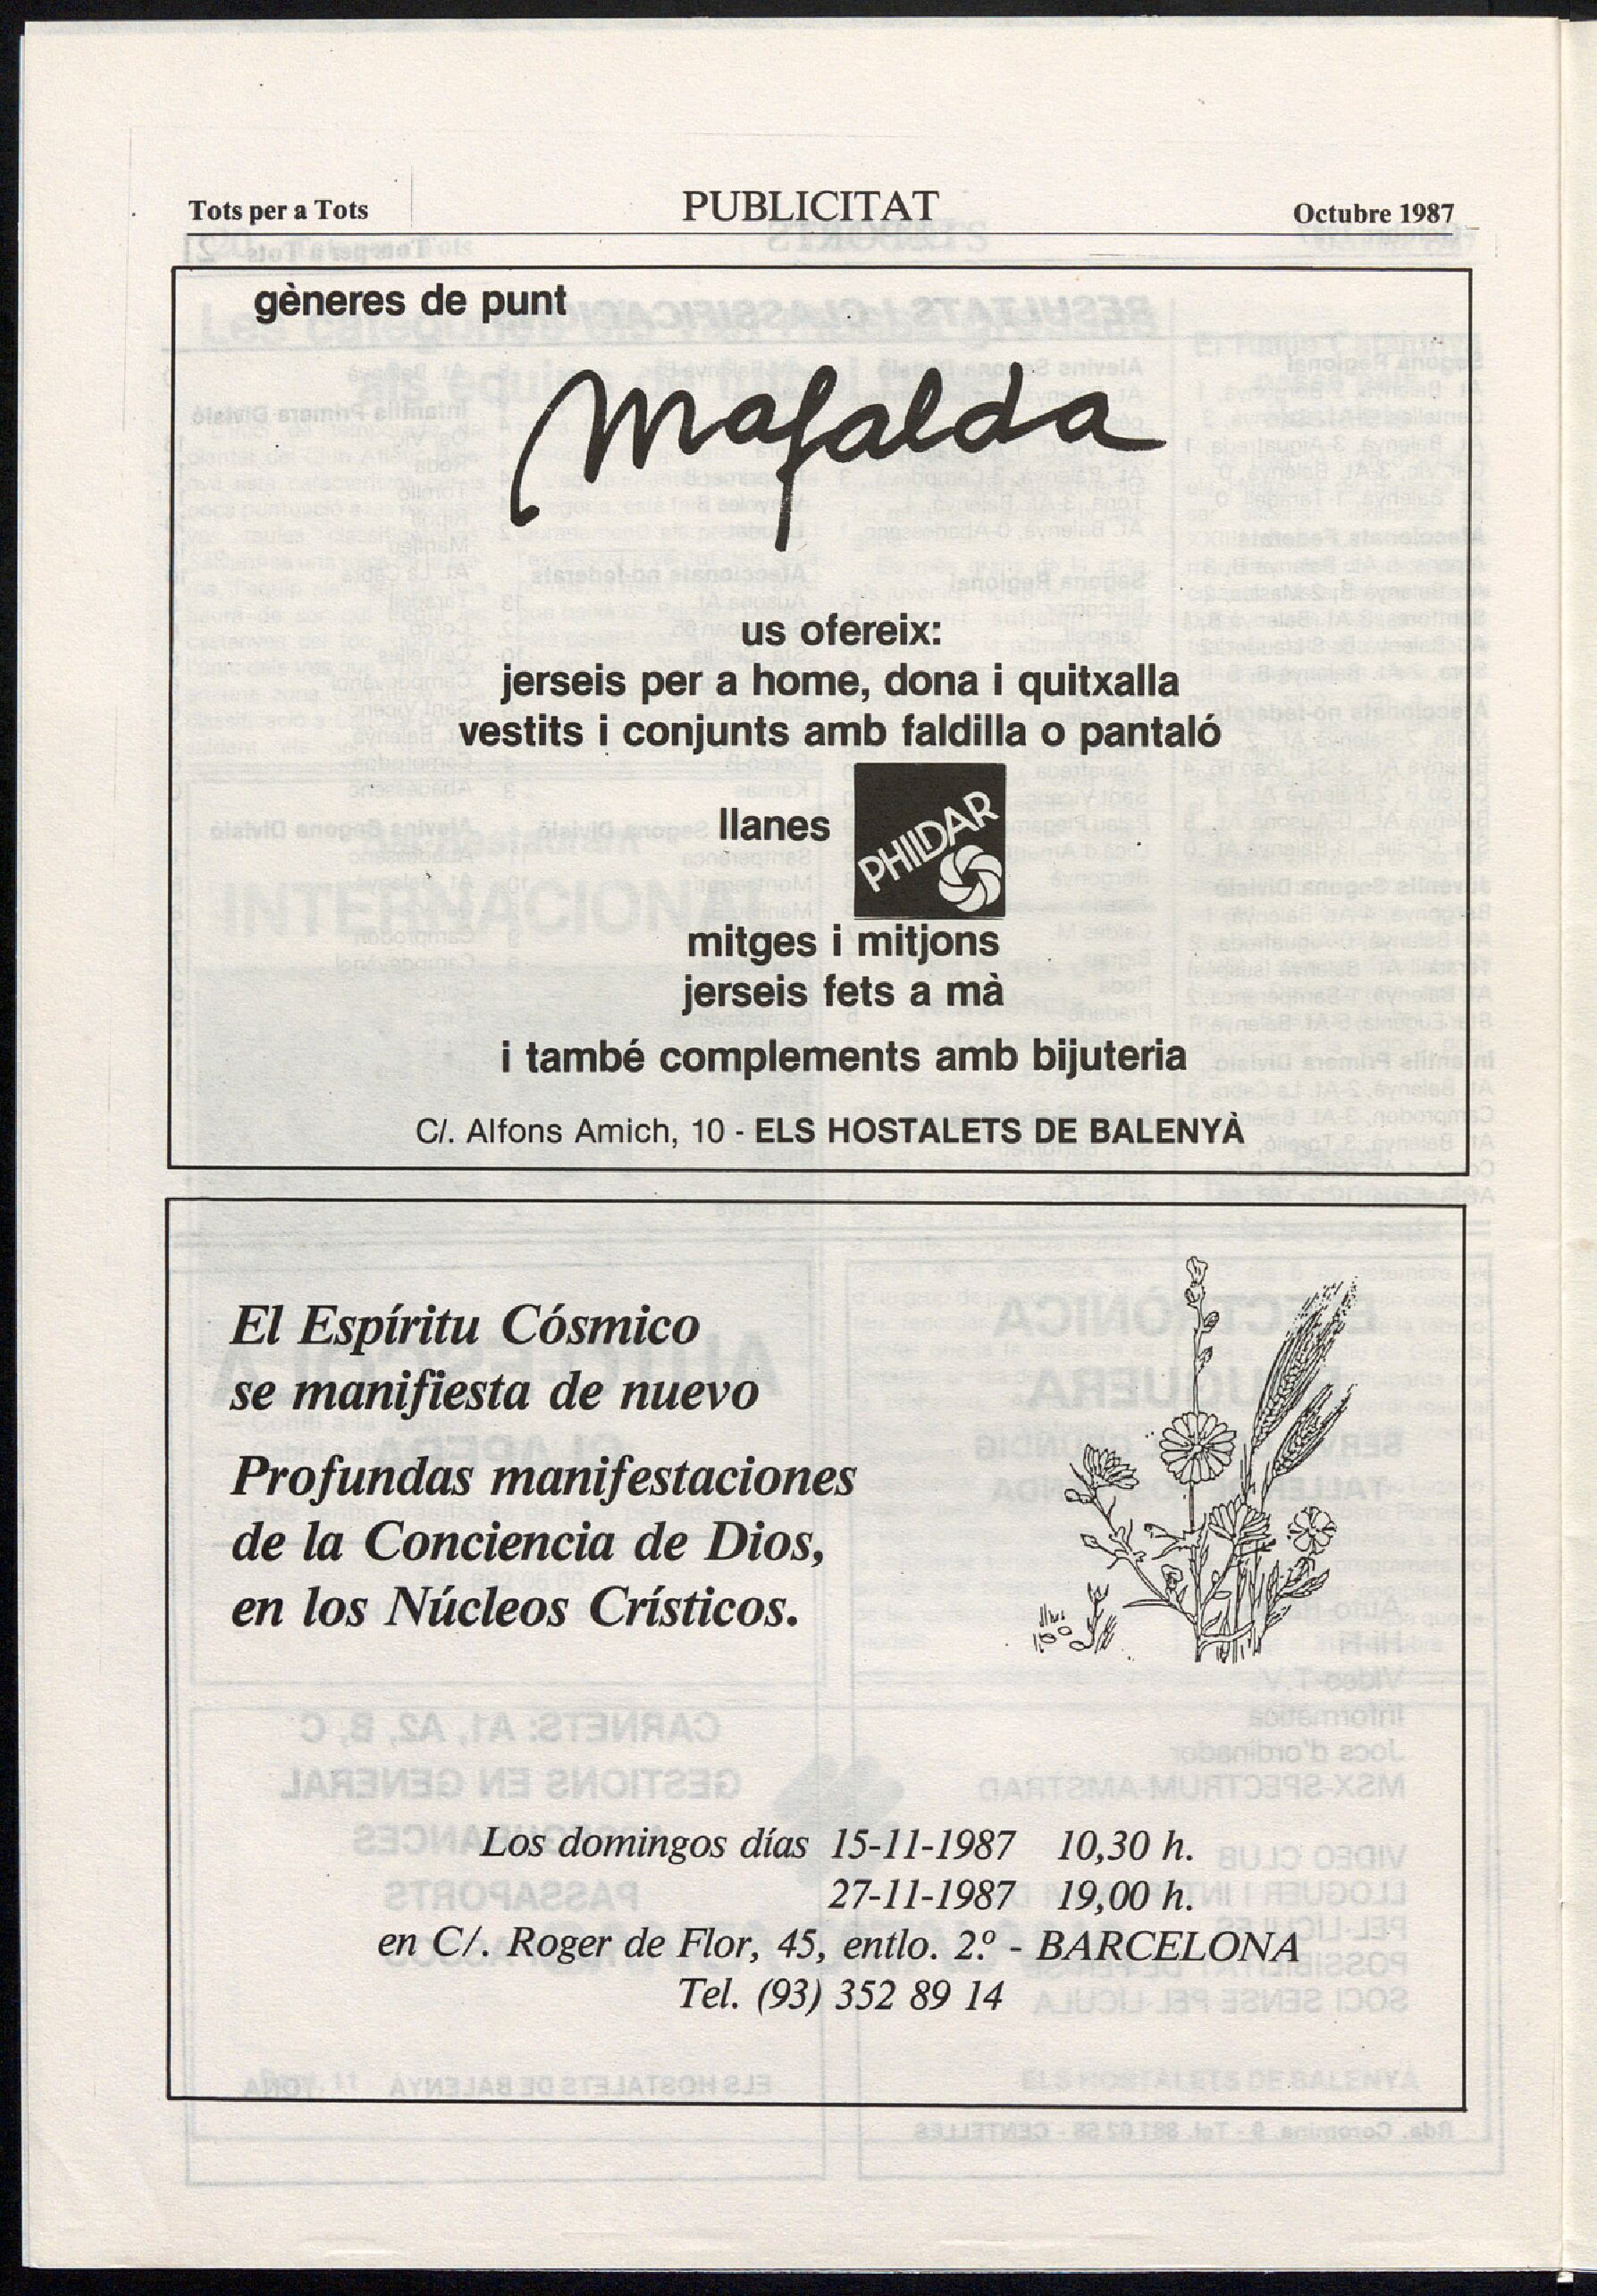 Tots per a Tots
PUBLICITAT
Octubre 1987
gèneres de punt
Mafalda
us ofereix:
jerseis per a home, dona i quitxalla
vestits i conjunts amb faldilla o pantaló
llanes PHILDAR
mitges i mitjons
jerseis fets a mà
i també complements amb bijuteria
C/. Alfons Amich, 10 - ELS HOSTALETS DE BALENYÀ
El Espíritu Cósmico
se manifiesta de nuevo
Profundas manifestaciones
de la Conciencia de Dios,
en los Núcleos Crísticos.
Los domingos días 15-11-1987 10,30 h.
27-11-1987 19,00 h.
en C/. Roger de Flor, 45, entlo. 2.º - BARCELONA
Tel. (93) 352 89 14